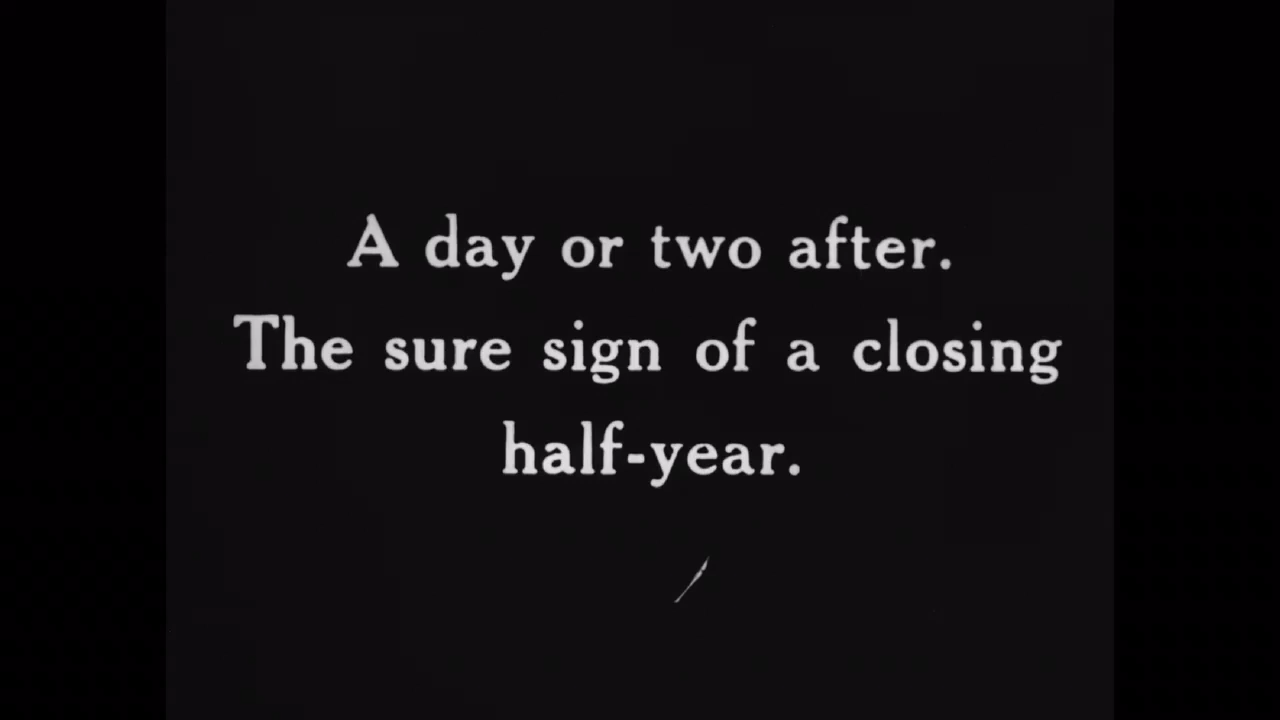 A day or two after.
The sure sign of a closing
half-year.